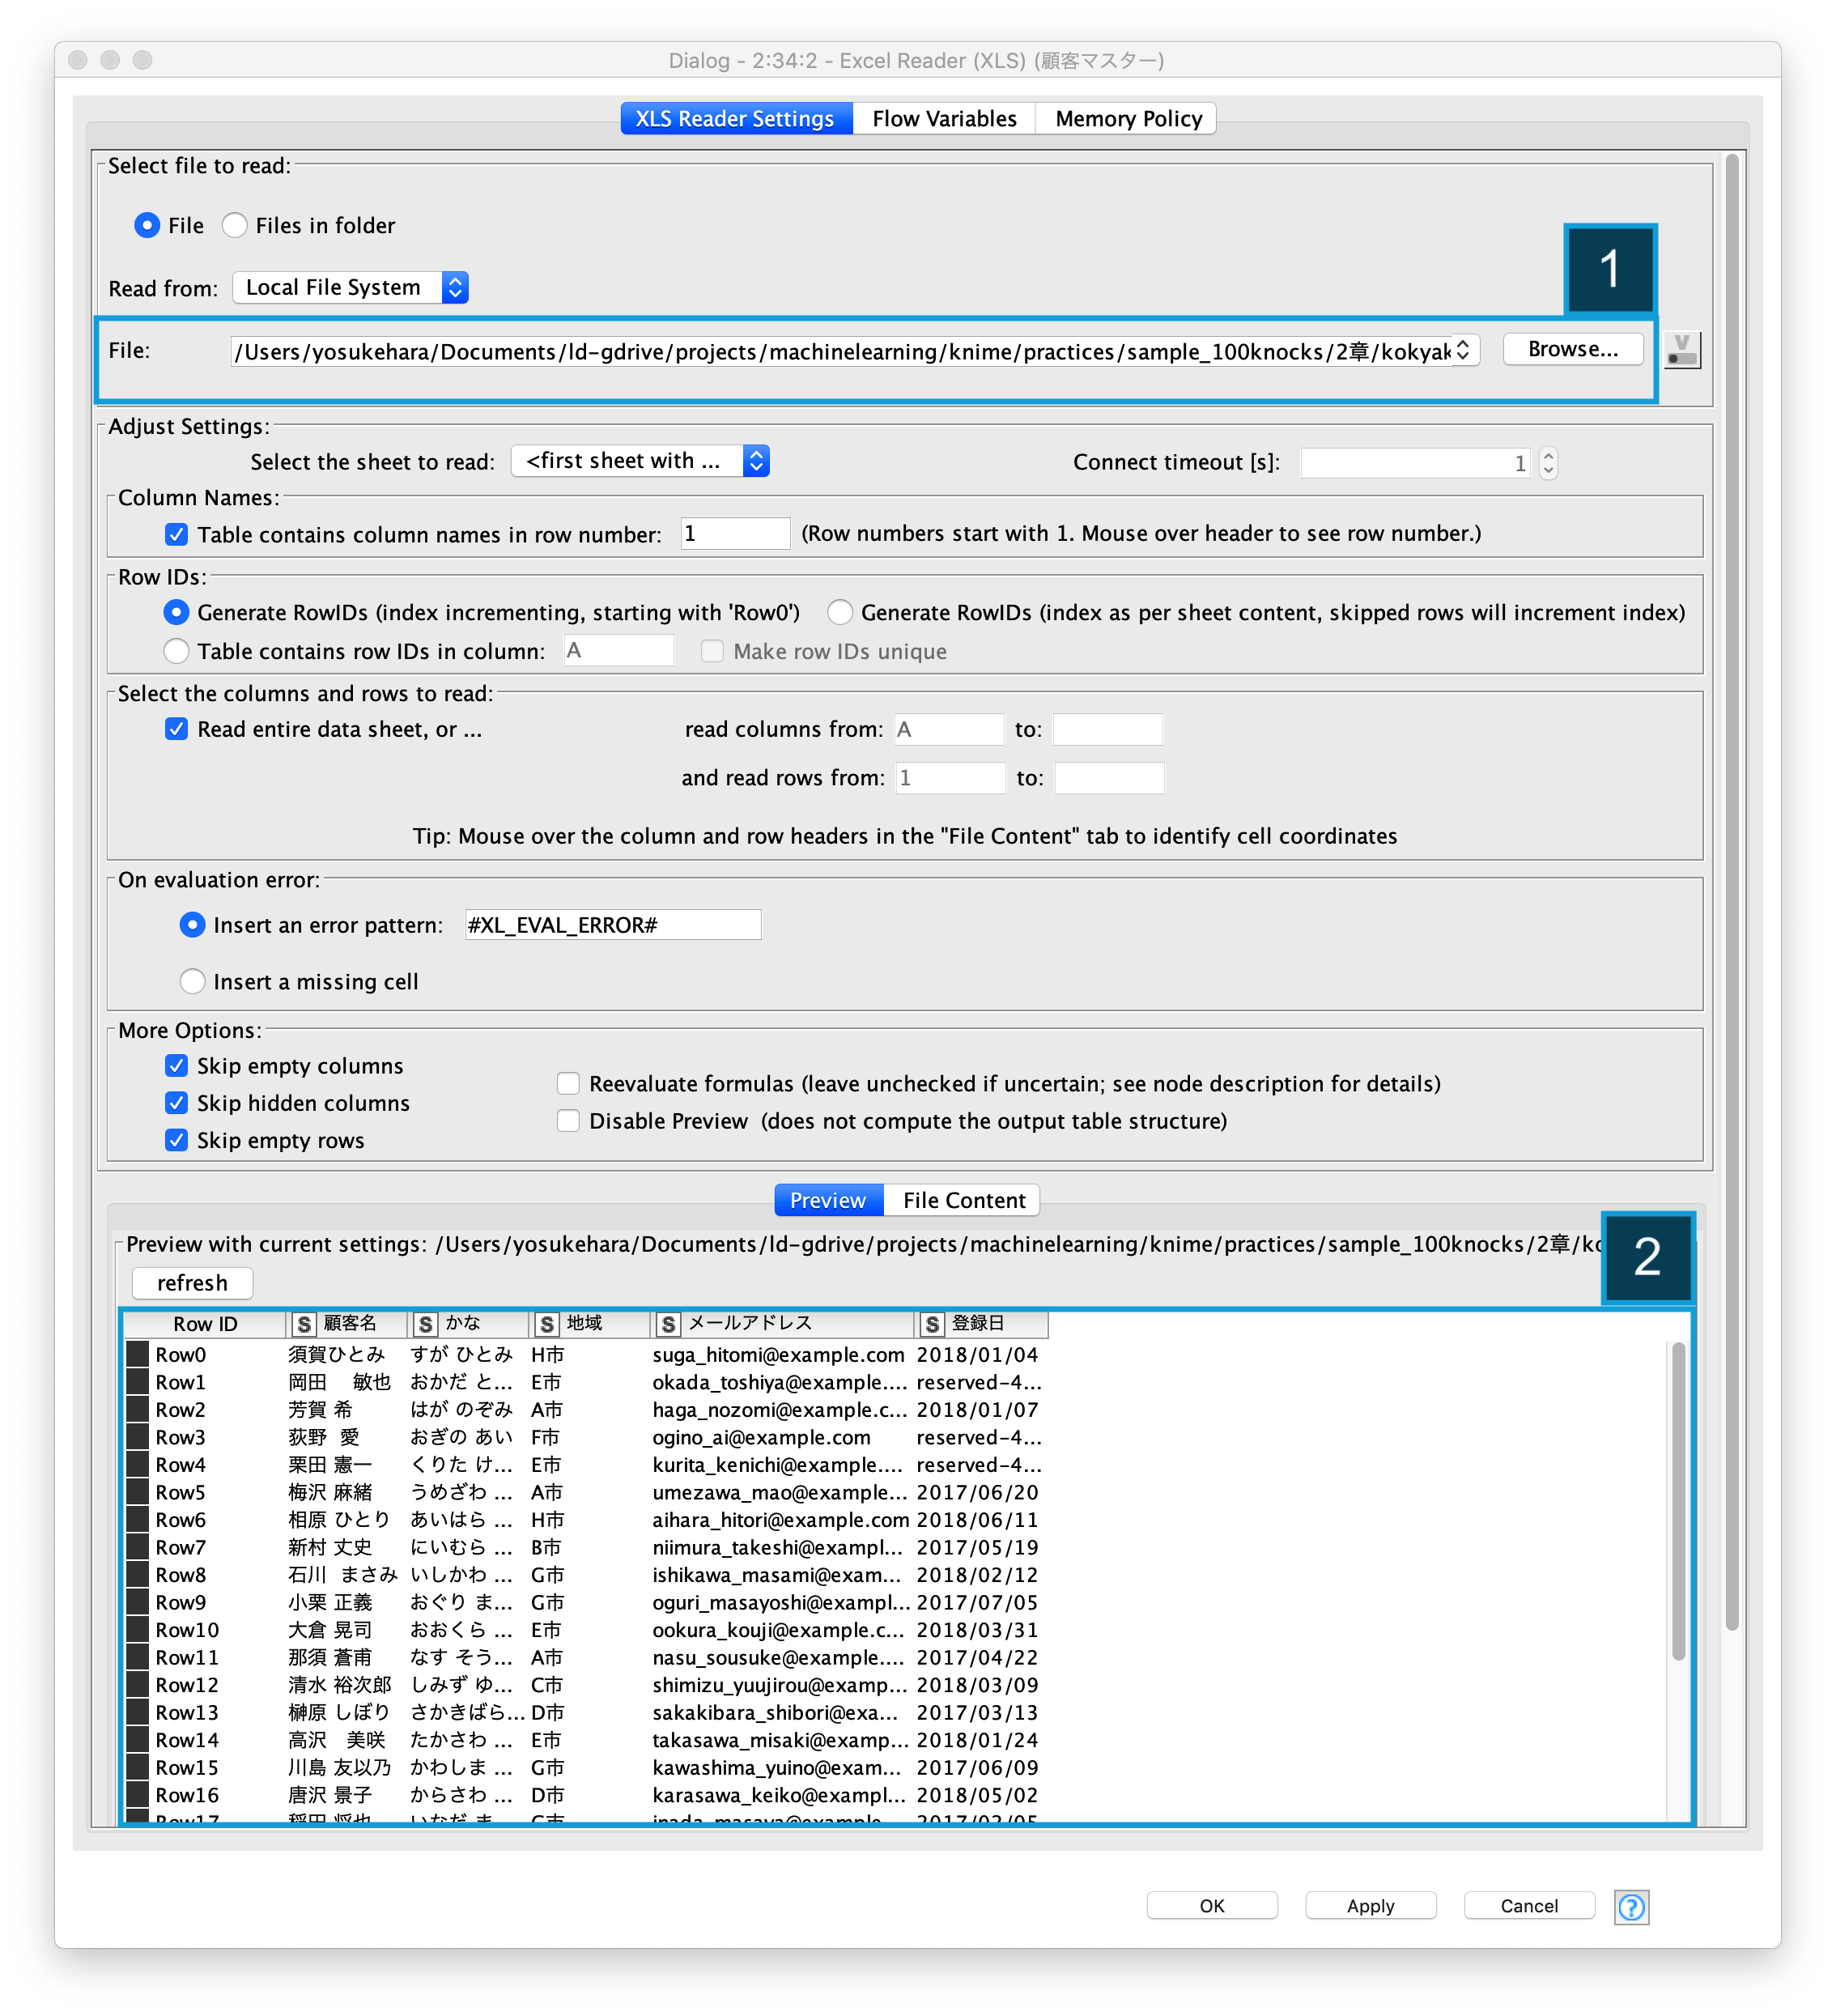 Dialog - 2:34:2 - Excel Reader (XLS) (顧客マスター)
XLS Reader Settings Flow Variables Memory Policy
Select file to read:
File Files in folder
1
Read from: Local File System
File: /Users/yosukehara/Documents/ld-gdrive/projects/machinelearning/knime/practices/sample_100knocks/2章/kokyak Browse... V
Adjust Settings:
Select the sheet to read: <first sheet with ... Connect timeout [s]: 1
Column Names:
Table contains column names in row number: 1 (Row numbers start with 1. Mouse over header to see row number.)
Row IDs:
Generate RowIDs (index incrementing, starting with 'Row0') Generate RowIDs (index as per sheet content, skipped rows will increment index)
Table contains row IDs in column: A Make row IDs unique
Select the columns and rows to read:
Read entire data sheet, or ... read columns from: A to:
and read rows from: 1 to:
Tip: Mouse over the column and row headers in the "File Content" tab to identify cell coordinates
On evaluation error:
Insert an error pattern: #XL_EVAL_ERROR#
Insert a missing cell
More Options:
Skip empty columns
Reevaluate formulas (leave unchecked if uncertain; see node description for details)
Skip hidden columns
Disable Preview (does not compute the output table structure)
Skip empty rows
Preview File Content
Preview with current settings: /Users/yosukehara/Documents/ld-gdrive/projects/machinelearning/knime/practices/sample_100knocks/2章/kc 2
refresh
Row ID S 顧客名 S かな S 地域 S メールアドレス S 登録日
Row0 須賀ひとみ すが ひとみ H市 suga_hitomi@example.com 2018/01/04
Row1 岡田　敏也 おかだ と... E市 okada_toshiya@example.... reserved-4...
Row2 芳賀 希 はが のぞみ A市 haga_nozomi@example.c... 2018/01/07
Row3 荻野 愛 おぎの あい F市 ogino_ai@example.com reserved-4...
Row4 栗田 憲一 くりた け... E市 kurita_kenichi@example.... reserved-4...
Row5 梅沢 麻緒 うめざわ ... A市 umezawa_mao@example... 2017/06/20
Row6 相原 ひとり あいはら ... H市 aihara_hitori@example.com 2018/06/11
Row7 新村 丈史 にいむら ... B市 niimura_takeshi@exampl... 2017/05/19
Row8 石川 まさみ いしかわ ... G市 ishikawa_masami@exam... 2018/02/12
Row9 小栗 正義 おぐり ま... G市 oguri_masayoshi@exampl... 2017/07/05
Row10 大倉 晃司 おおくら ... E市 ookura_kouji@example.c... 2018/03/31
Row11 那須 蒼甫 なす そう... A市 nasu_sousuke@example.... 2017/04/22
Row12 清水 裕次郎 しみず ゆ... C市 shimizu_yuujirou@examp... 2018/03/09
Row13 榊原 しぼり さかきばら... D市 sakakibara_shibori@exa... 2017/03/13
Row14 高沢　美咲 たかさわ ... E市 takasawa_misaki@examp... 2018/01/24
Row15 川島 友以乃 かわしま ... G市 kawashima_yuino@exam... 2017/06/09
Row16 唐沢 景子 からさわ ... D市 karasawa_keiko@exampl... 2018/05/02
Row17 稲田 将也 いなだ ま...
OK Apply Cancel ?